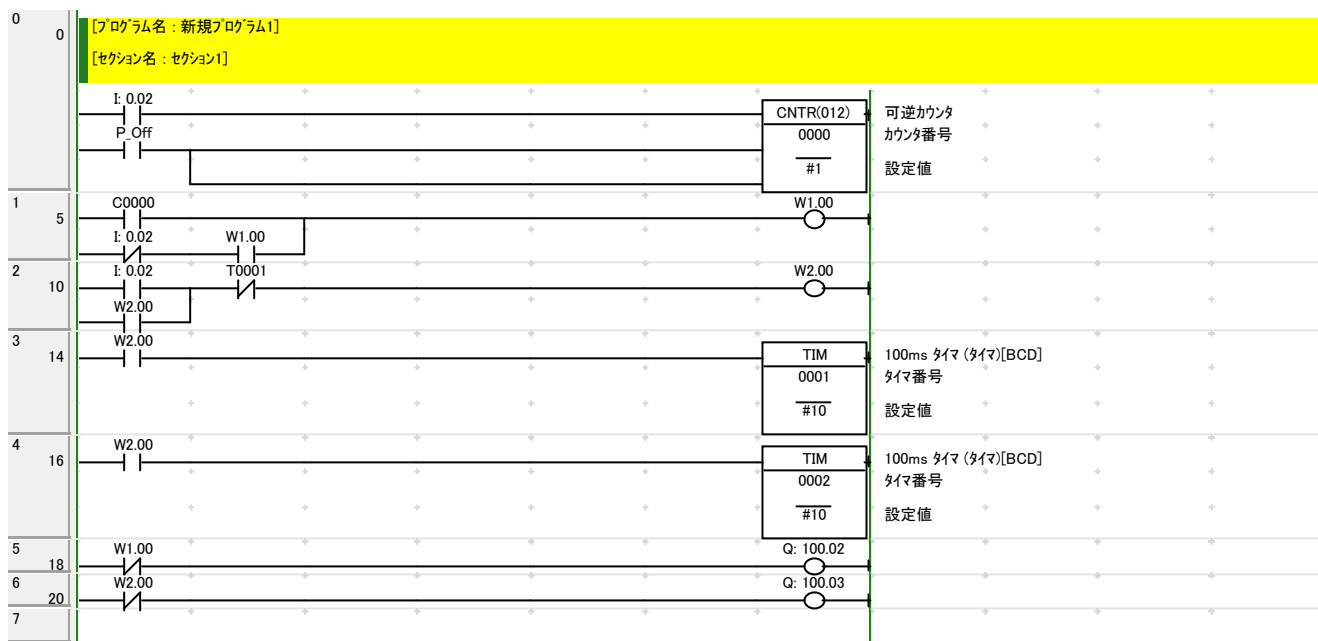 0
0
[ﾌﾟﾛｸﾞﾗﾑ名 : 新規ﾌﾟﾛｸﾞﾗﾑ1]
[ｾｸｼｮﾝ名 : ｾｸｼｮﾝ1]
I: 0.02
CNTR(012)
可逆ｶｳﾝﾀ
P_Off
0000
ｶｳﾝﾀ番号
#1
設定値
1
5
C0000
W1.00
I: 0.02
W1.00
2
10
I: 0.02
T0001
W2.00
W2.00
3
14
W2.00
TIM
100ms ﾀｲﾏ (ﾀｲﾏ)[BCD]
0001
ﾀｲﾏ番号
#10
設定値
4
16
W2.00
TIM
100ms ﾀｲﾏ (ﾀｲﾏ)[BCD]
0002
ﾀｲﾏ番号
#10
設定値
5
18
W1.00
Q: 100.02
6
20
W2.00
Q: 100.03
7